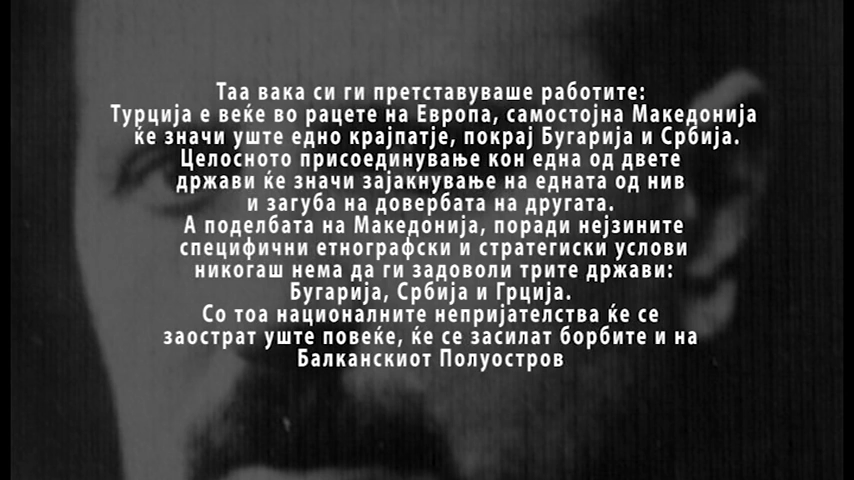 Таа вака си ги претставуваше работите:
Турција е веќе во рацете на Европа, самостојна Македонија
ќе значи уште едно крајпатје, покрај Бугарија и Србија.
Целосното присоединување кон една од двете
држави ќе значи зајакнување на едната од нив
и загуба на довербата на другата.
А поделбата на Македонија, поради нејзините
специфични етнографски и стратегиски услови
никогаш нема да ги задоволи трите држави:
Бугарија, Србија и Грција.
Со тоа националните непријателства ќе се
заострат уште повеќе, ќе се засилат борбите и на
Балканскиот Полуостров